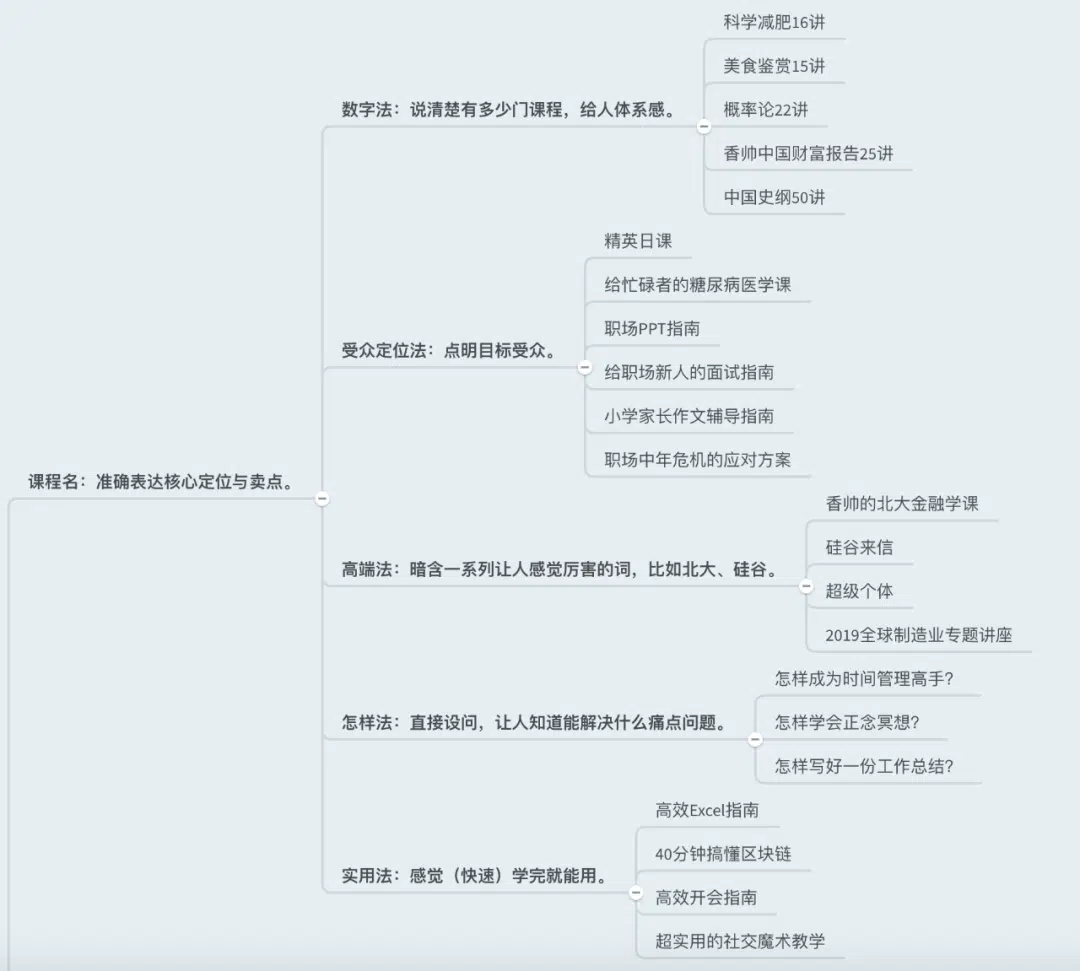 课程名：准确表达核心定位与卖点。
数字法：说清楚有多少门课程，给人体系感。
科学减肥16讲
美食鉴赏15讲
概率论22讲
香帅中国财富报告25讲
中国史纲50讲
受众定位法：点明目标受众。
精英日课
给忙碌者的糖尿病医学课
职场PPT指南
给职场新人的面试指南
小学家长作文辅导指南
职场中年危机的应对方案
高端法：暗含一系列让人感觉厉害的词，比如北大、硅谷。
香帅的北大金融学课
硅谷来信
超级个体
2019全球制造业专题讲座
怎样法：直接设问，让人知道能解决什么痛点问题。
怎样成为时间管理高手？
怎样学会正念冥想？
怎样写好一份工作总结？
实用法：感觉（快速）学完就能用。
高效Excel指南
40分钟搞懂区块链
高效开会指南
超实用的社交魔术教学